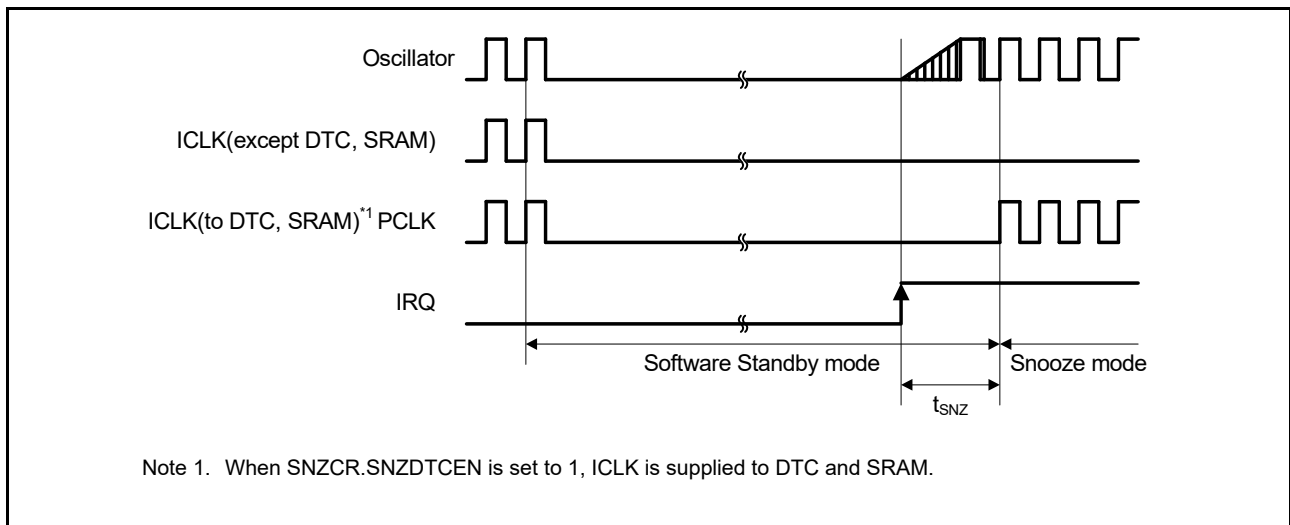 Oscillator
ICLK(except DTC, SRAM)
ICLK(to DTC, SRAM)*1 PCLK
IRQ
Software Standby mode
Snooze mode
tSNZ
Note 1. When SNZCR.SNZDTCEN is set to 1, ICLK is supplied to DTC and SRAM.